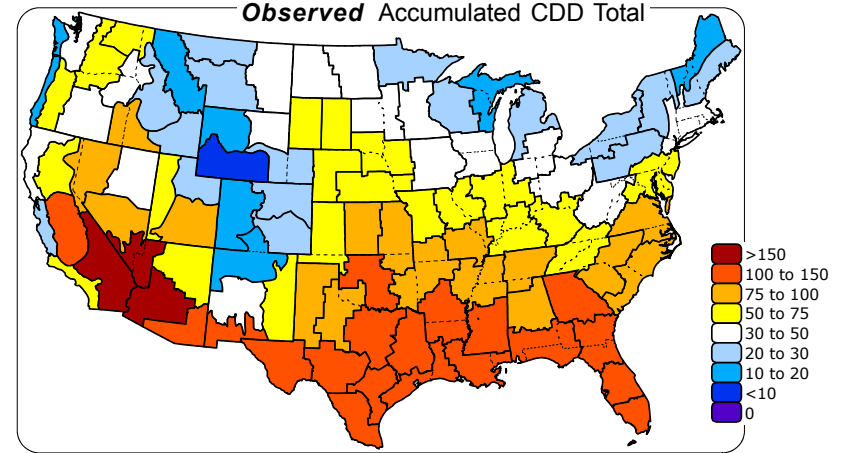 Observed Accumulated CDD Total
>150
100 to 150
75 to 100
50 to 75
30 to 50
20 to 30
10 to 20
<10
0